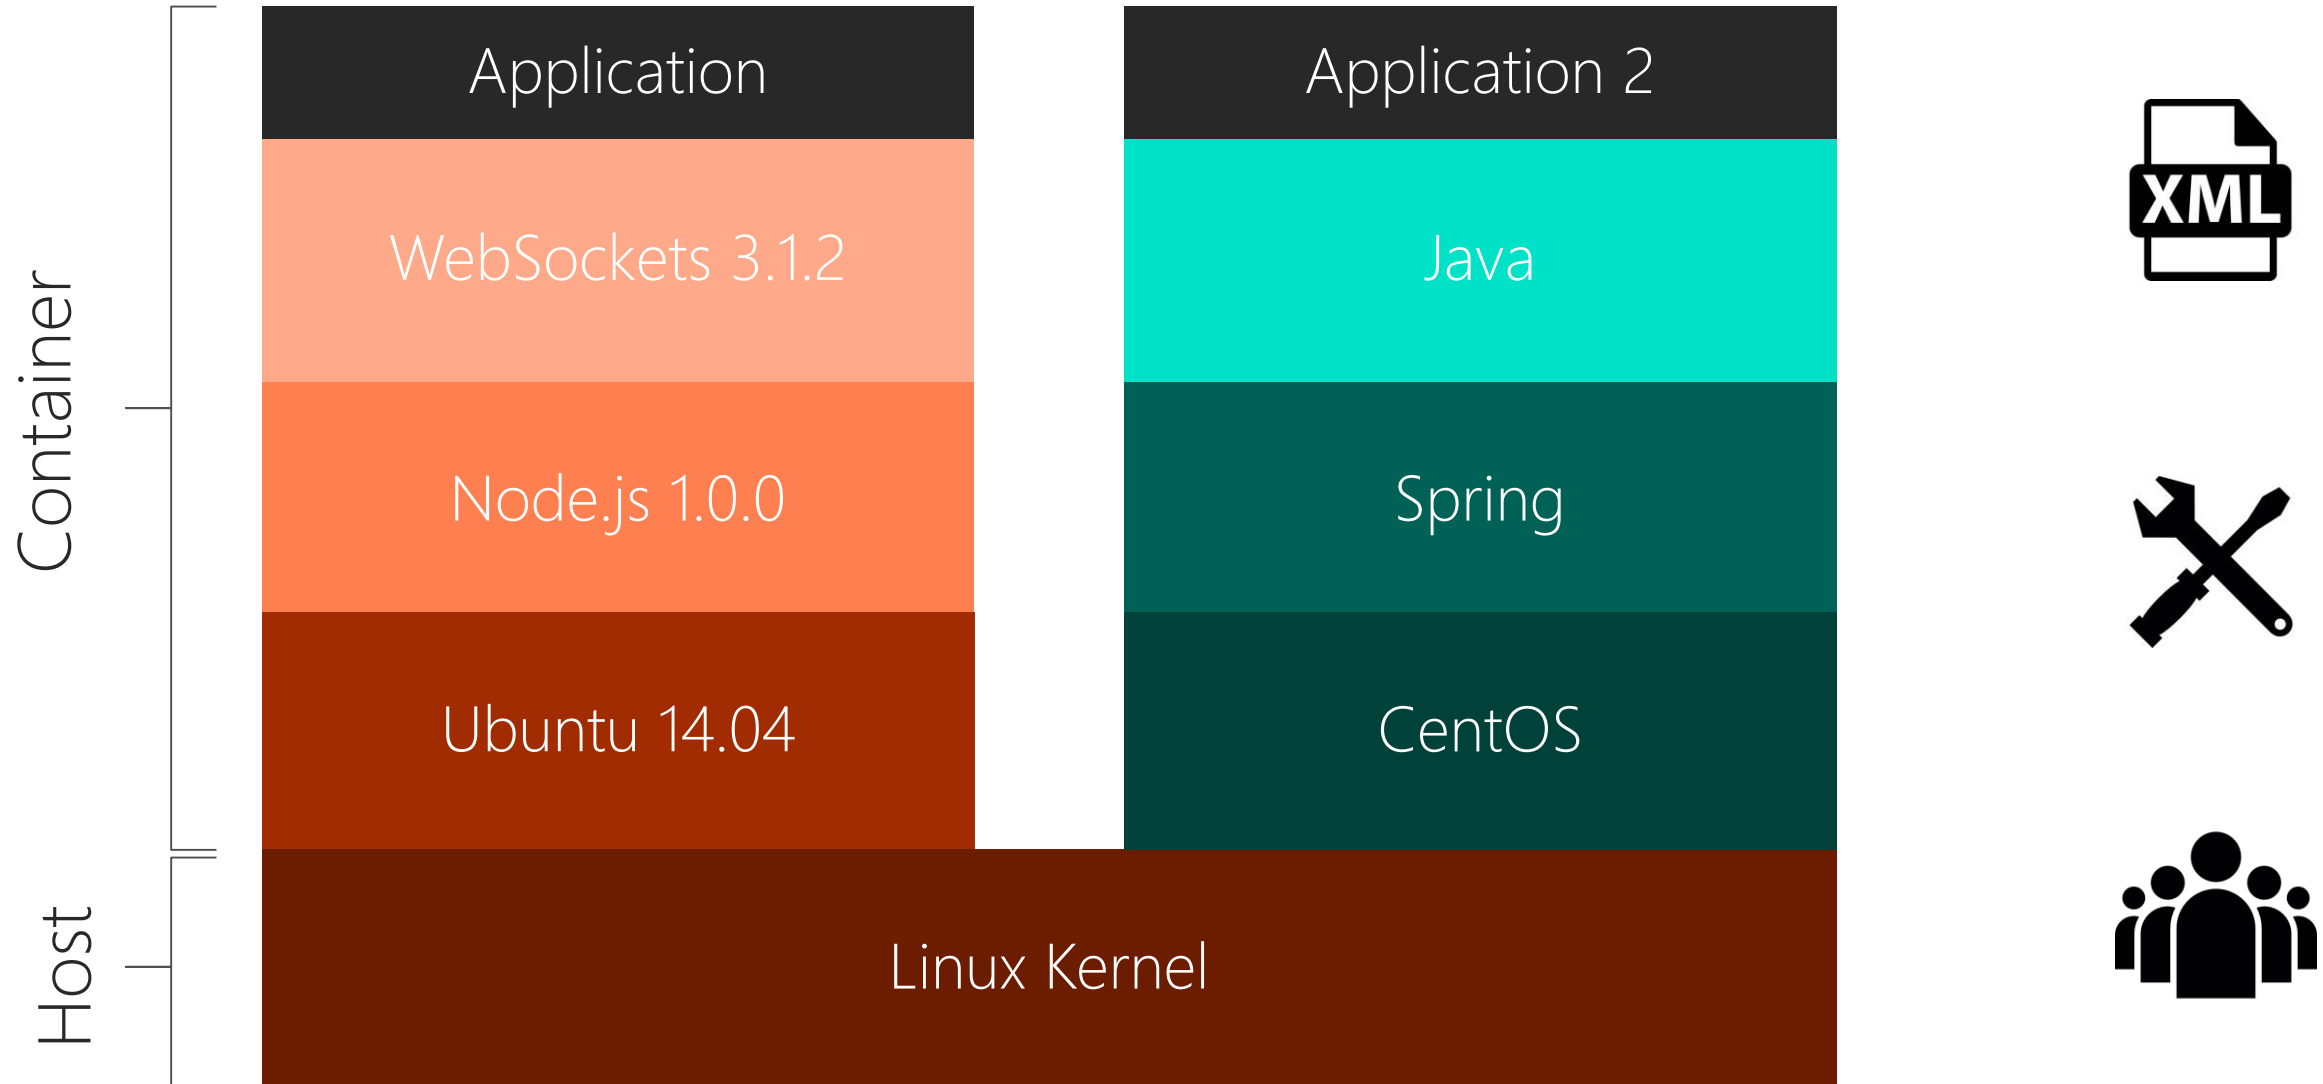 Container
Application
WebSockets 3.1.2
Node.js 1.0.0
Ubuntu 14.04
Application 2
Java
Spring
CentOS
Host
Linux Kernel
XML